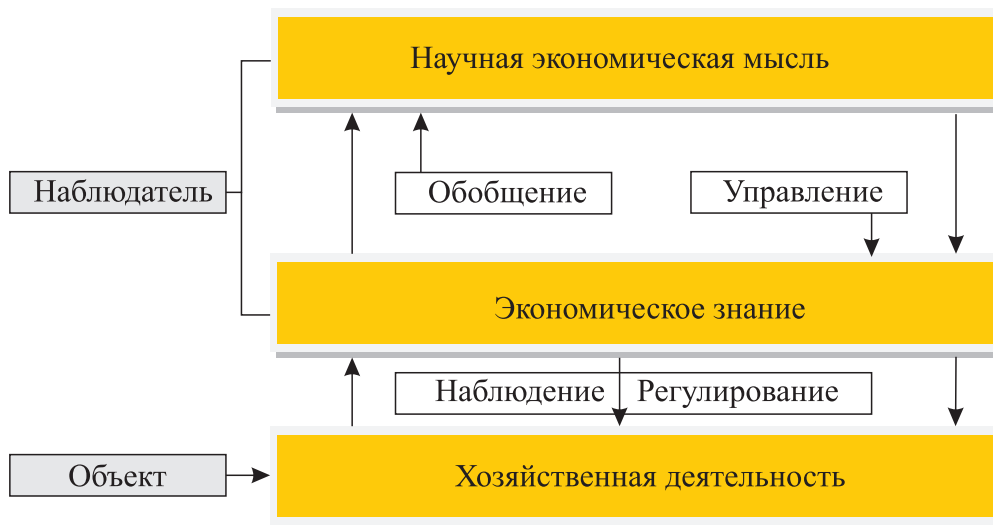 Научная экономическая мысль
Наблюдатель
Обобщение
Управление
Экономическое знание
Наблюдение
Регулирование
Объект
Хозяйственная деятельность